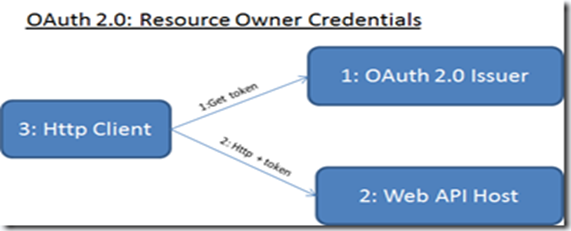 OAuth 2.0: Resource Owner Credentials
1: OAuth 2.0 Issuer
1:Get token
3: Http Client
2: Http + token
2: Web API Host